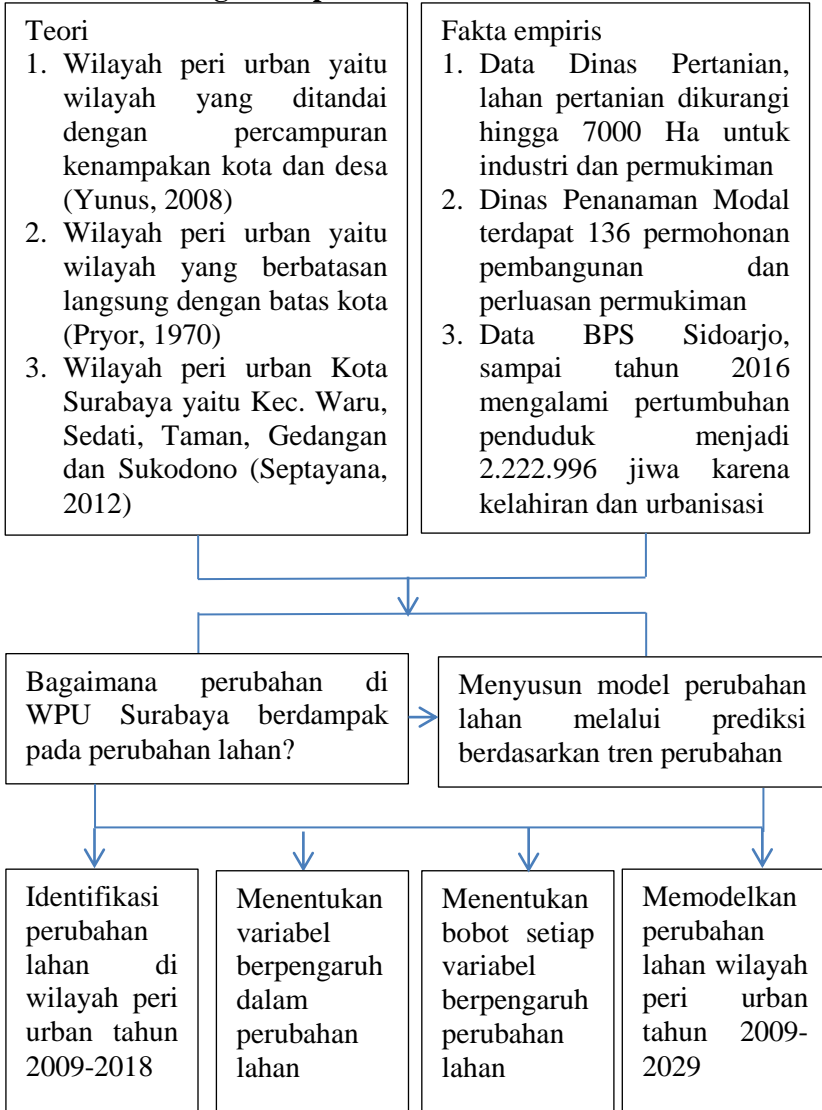 Teori
1. Wilayah peri urban yaitu
wilayah yang ditandai
dengan percampuran
kenampakan kota dan desa
(Yunus, 2008)
2. Wilayah peri urban yaitu
wilayah yang berbatasan
langsung dengan batas kota
(Pryor, 1970)
3. Wilayah peri urban Kota
Surabaya yaitu Kec. Waru,
Sedati, Taman, Gedangan
dan Sukodono (Septayana,
2012)
Fakta empiris
1. Data Dinas Pertanian,
lahan pertanian dikurangi
hingga 7000 Ha untuk
industri dan permukiman
2. Dinas Penanaman Modal
terdapat 136 permohonan
pembangunan dan
perluasan permukiman
3. Data BPS Sidoarjo,
sampai tahun 2016
mengalami pertumbuhan
penduduk menjadi
2.222.996 jiwa karena
kelahiran dan urbanisasi
Bagaimana perubahan di
WPU Surabaya berdampak
pada perubahan lahan?
Menyusun model perubahan
lahan melalui prediksi
berdasarkan tren perubahan
Identifikasi
perubahan
lahan di
wilayah peri
urban tahun
2009-2018
Menentukan
variabel
berpengaruh
dalam
perubahan
lahan
Menentukan
bobot setiap
variabel
berpengaruh
perubahan
lahan
Memodelkan
perubahan
lahan wilayah
peri urban
tahun 2009-
2029